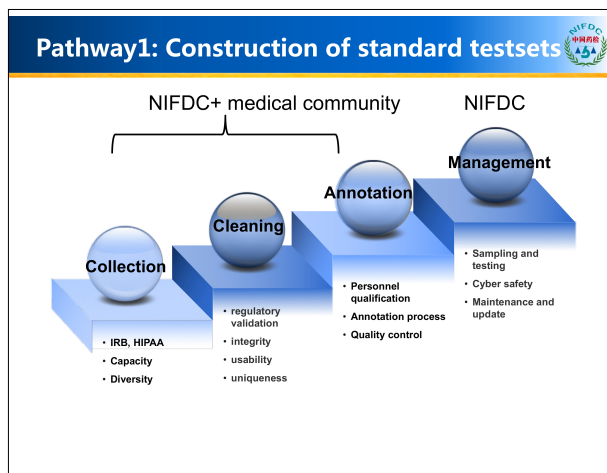 Pathway1: Construction of standard testsets
NIFDC
中国药检
NIFDC+ medical community
NIFDC
Collection
• IRB, HIPAA
• Capacity
• Diversity
Cleaning
• regulatory
validation
• integrity
• usability
• uniqueness
Annotation
• Personnel
qualification
• Annotation process
• Quality control
Management
• Sampling and
testing
• Cyber safety
• Maintenance and
update